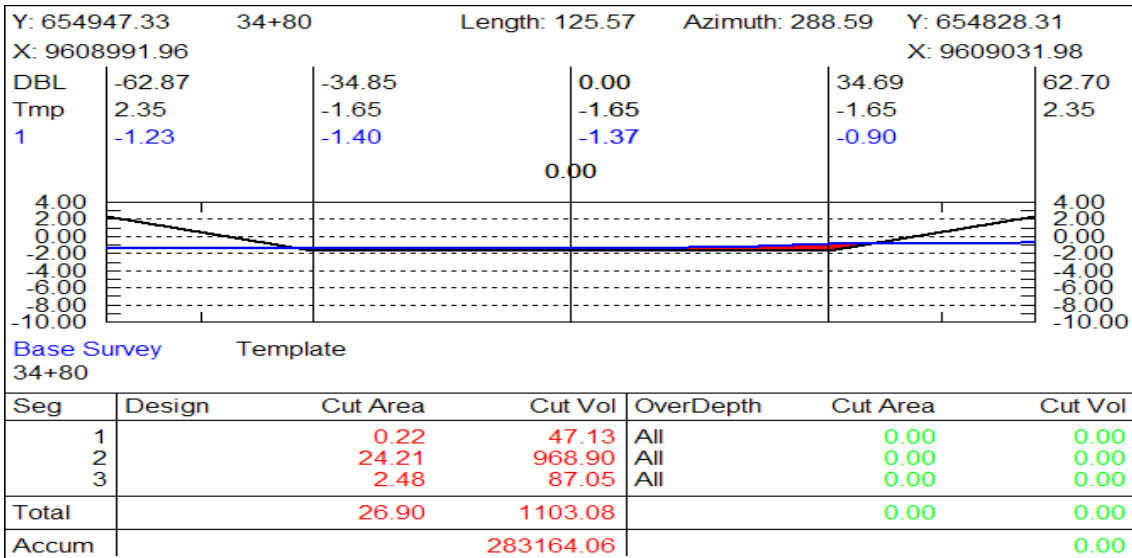 Y: 654947.33 34+80 Length: 125.57 Azimuth: 288.59 Y: 654828.31
X: 9608991.96 X: 9609031.98
DBL -62.87 -34.85 0.00 34.69 62.70
Tmp 2.35 -1.65 -1.65 -1.65 2.35
1 -1.23 -1.40 -1.37 -0.90
0.00
4.00 4.00
2.00 2.00
0.00 0.00
-2.00 -2.00
-4.00 -4.00
-6.00 -6.00
-8.00 -8.00
-10.00 -10.00
Base Survey Template
34+80
Seg Design Cut Area Cut Vol OverDepth Cut Area Cut Vol
1 0.22 47.13 All 0.00 0.00
2 24.21 968.90 All 0.00 0.00
3 2.48 87.05 All 0.00 0.00
Total 26.90 1103.08 0.00 0.00
Accum 283164.06 0.00